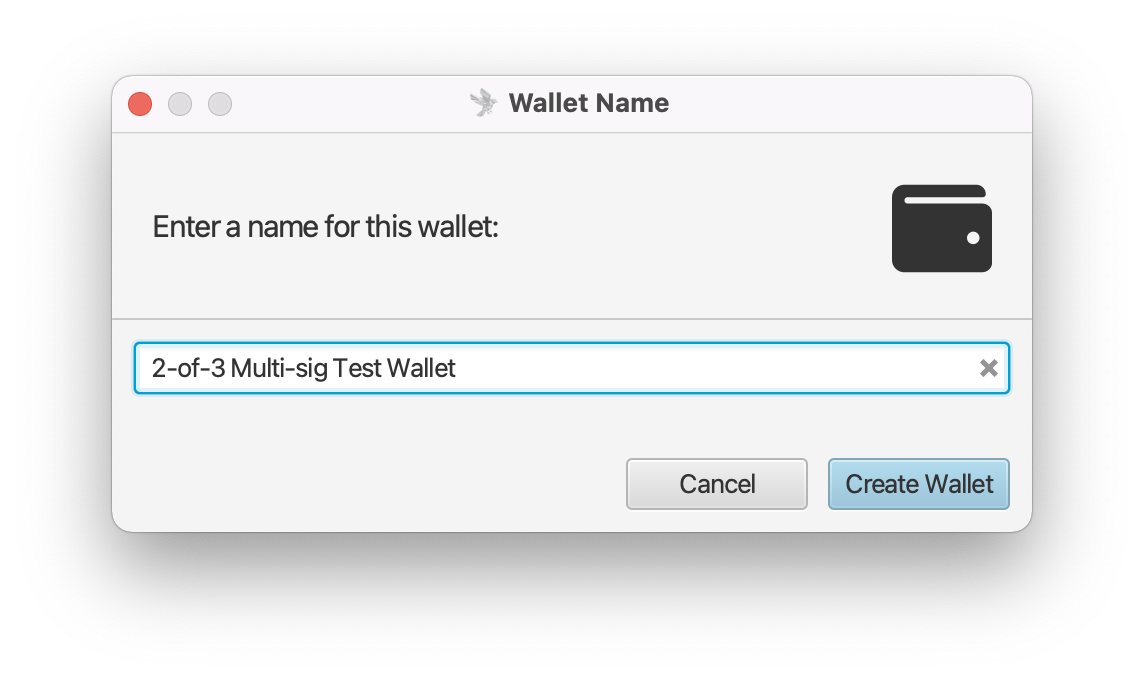 Wallet Name
Enter a name for this wallet:
2-of-3 Multi-sig Test Wallet
Cancel
Create Wallet